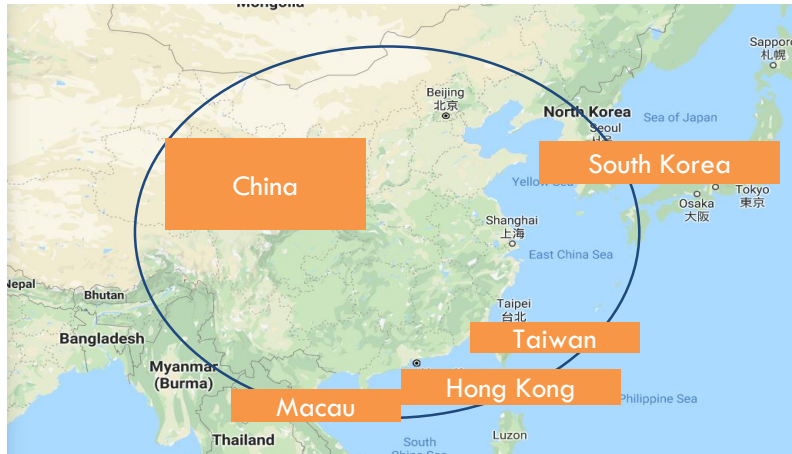 Mongolia
Sapporo
札幌
Beijing
北京
North Korea
Seoul
Sea of Japan
South Korea
China
Yellow Sea
Tokyo
東京
Osaka
大阪
Shanghai
上海
East China Sea
Nepal
Bhutan
Taipei
台北
Bangladesh
Taiwan
Myanmar
(Burma)
Hong Kong
Philippine Sea
Macau
Thailand
Luzon
South